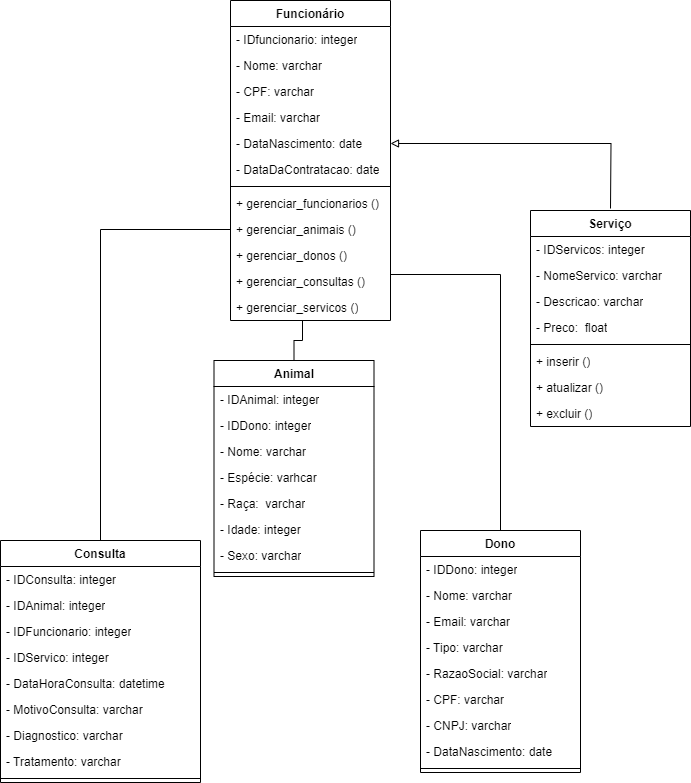 Funcionário
- IDfuncionario: integer
- Nome: varchar
- CPF: varchar
- Email: varchar
- DataNascimento: date
- DataDaContratacao: date
+ gerenciar_funcionarios ()
+ gerenciar_animais ()
+ gerenciar_donos ()
+ gerenciar_consultas ()
+ gerenciar_servicos ()
Serviço
- IDServicos: integer
- NomeServico: varchar
- Descricao: varchar
- Preco: float
+ inserir ()
+ atualizar ()
+ excluir ()
Animal
- IDAnimal: integer
- IDDono: integer
- Nome: varchar
- Espécie: varhcar
- Raça: varchar
- Idade: integer
- Sexo: varchar
Consulta
- IDConsulta: integer
- IDAnimal: integer
- IDFuncionario: integer
- IDServico: integer
- DataHoraConsulta: datetime
- MotivoConsulta: varchar
- Diagnostico: varchar
- Tratamento: varchar
Dono
- IDDono: integer
- Nome: varchar
- Email: varchar
- Tipo: varchar
- RazaoSocial: varchar
- CPF: varchar
- CNPJ: varchar
- DataNascimento: date